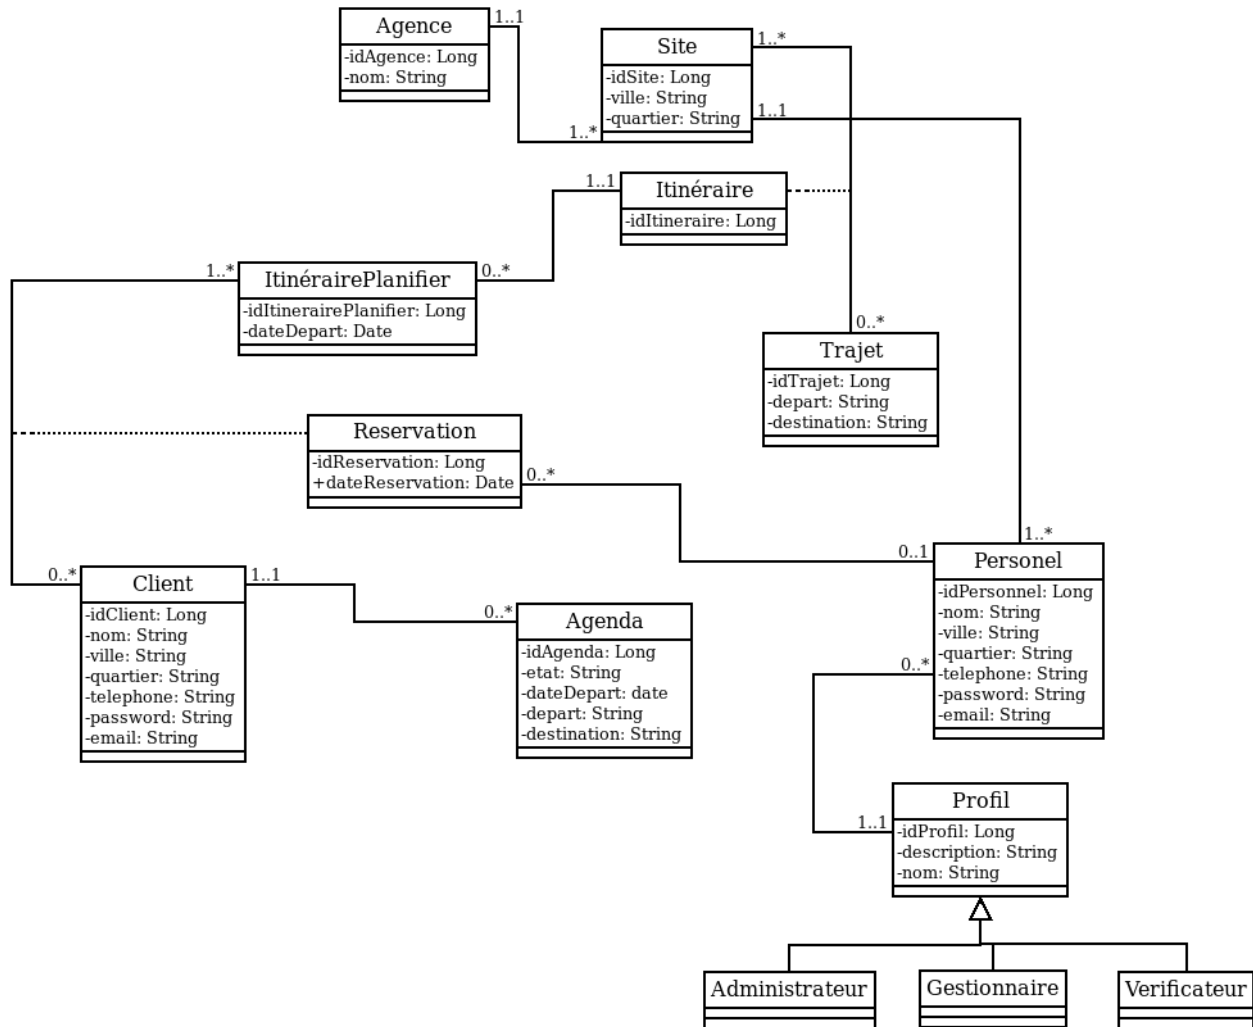 Agence
-idAgence: Long
-nom: String
1..1
1..*
Site
-idSite: Long
-ville: String
-quartier: String
1..*
1..1
Itinéraire
-idItineraire: Long
1..1
0..*
ItinérairePlanifier
-idItinerairePlanifier: Long
-dateDepart: Date
1..*
0..*
Trajet
-idTrajet: Long
-depart: String
-destination: String
Reservation
-idReservation: Long
+dateReservation: Date
0..*
0..1
1..*
Personel
-idPersonnel: Long
-nom: String
-ville: String
-quartier: String
-telephone: String
-password: String
-email: String
0..*
0..*
Client
-idClient: Long
-nom: String
-ville: String
-quartier: String
-telephone: String
-password: String
-email: String
1..1
0..*
Agenda
-idAgenda: Long
-etat: String
-dateDepart: date
-depart: String
-destination: String
1..1
Profil
-idProfil: Long
-description: String
-nom: String
Administrateur
Gestionnaire
Verificateur